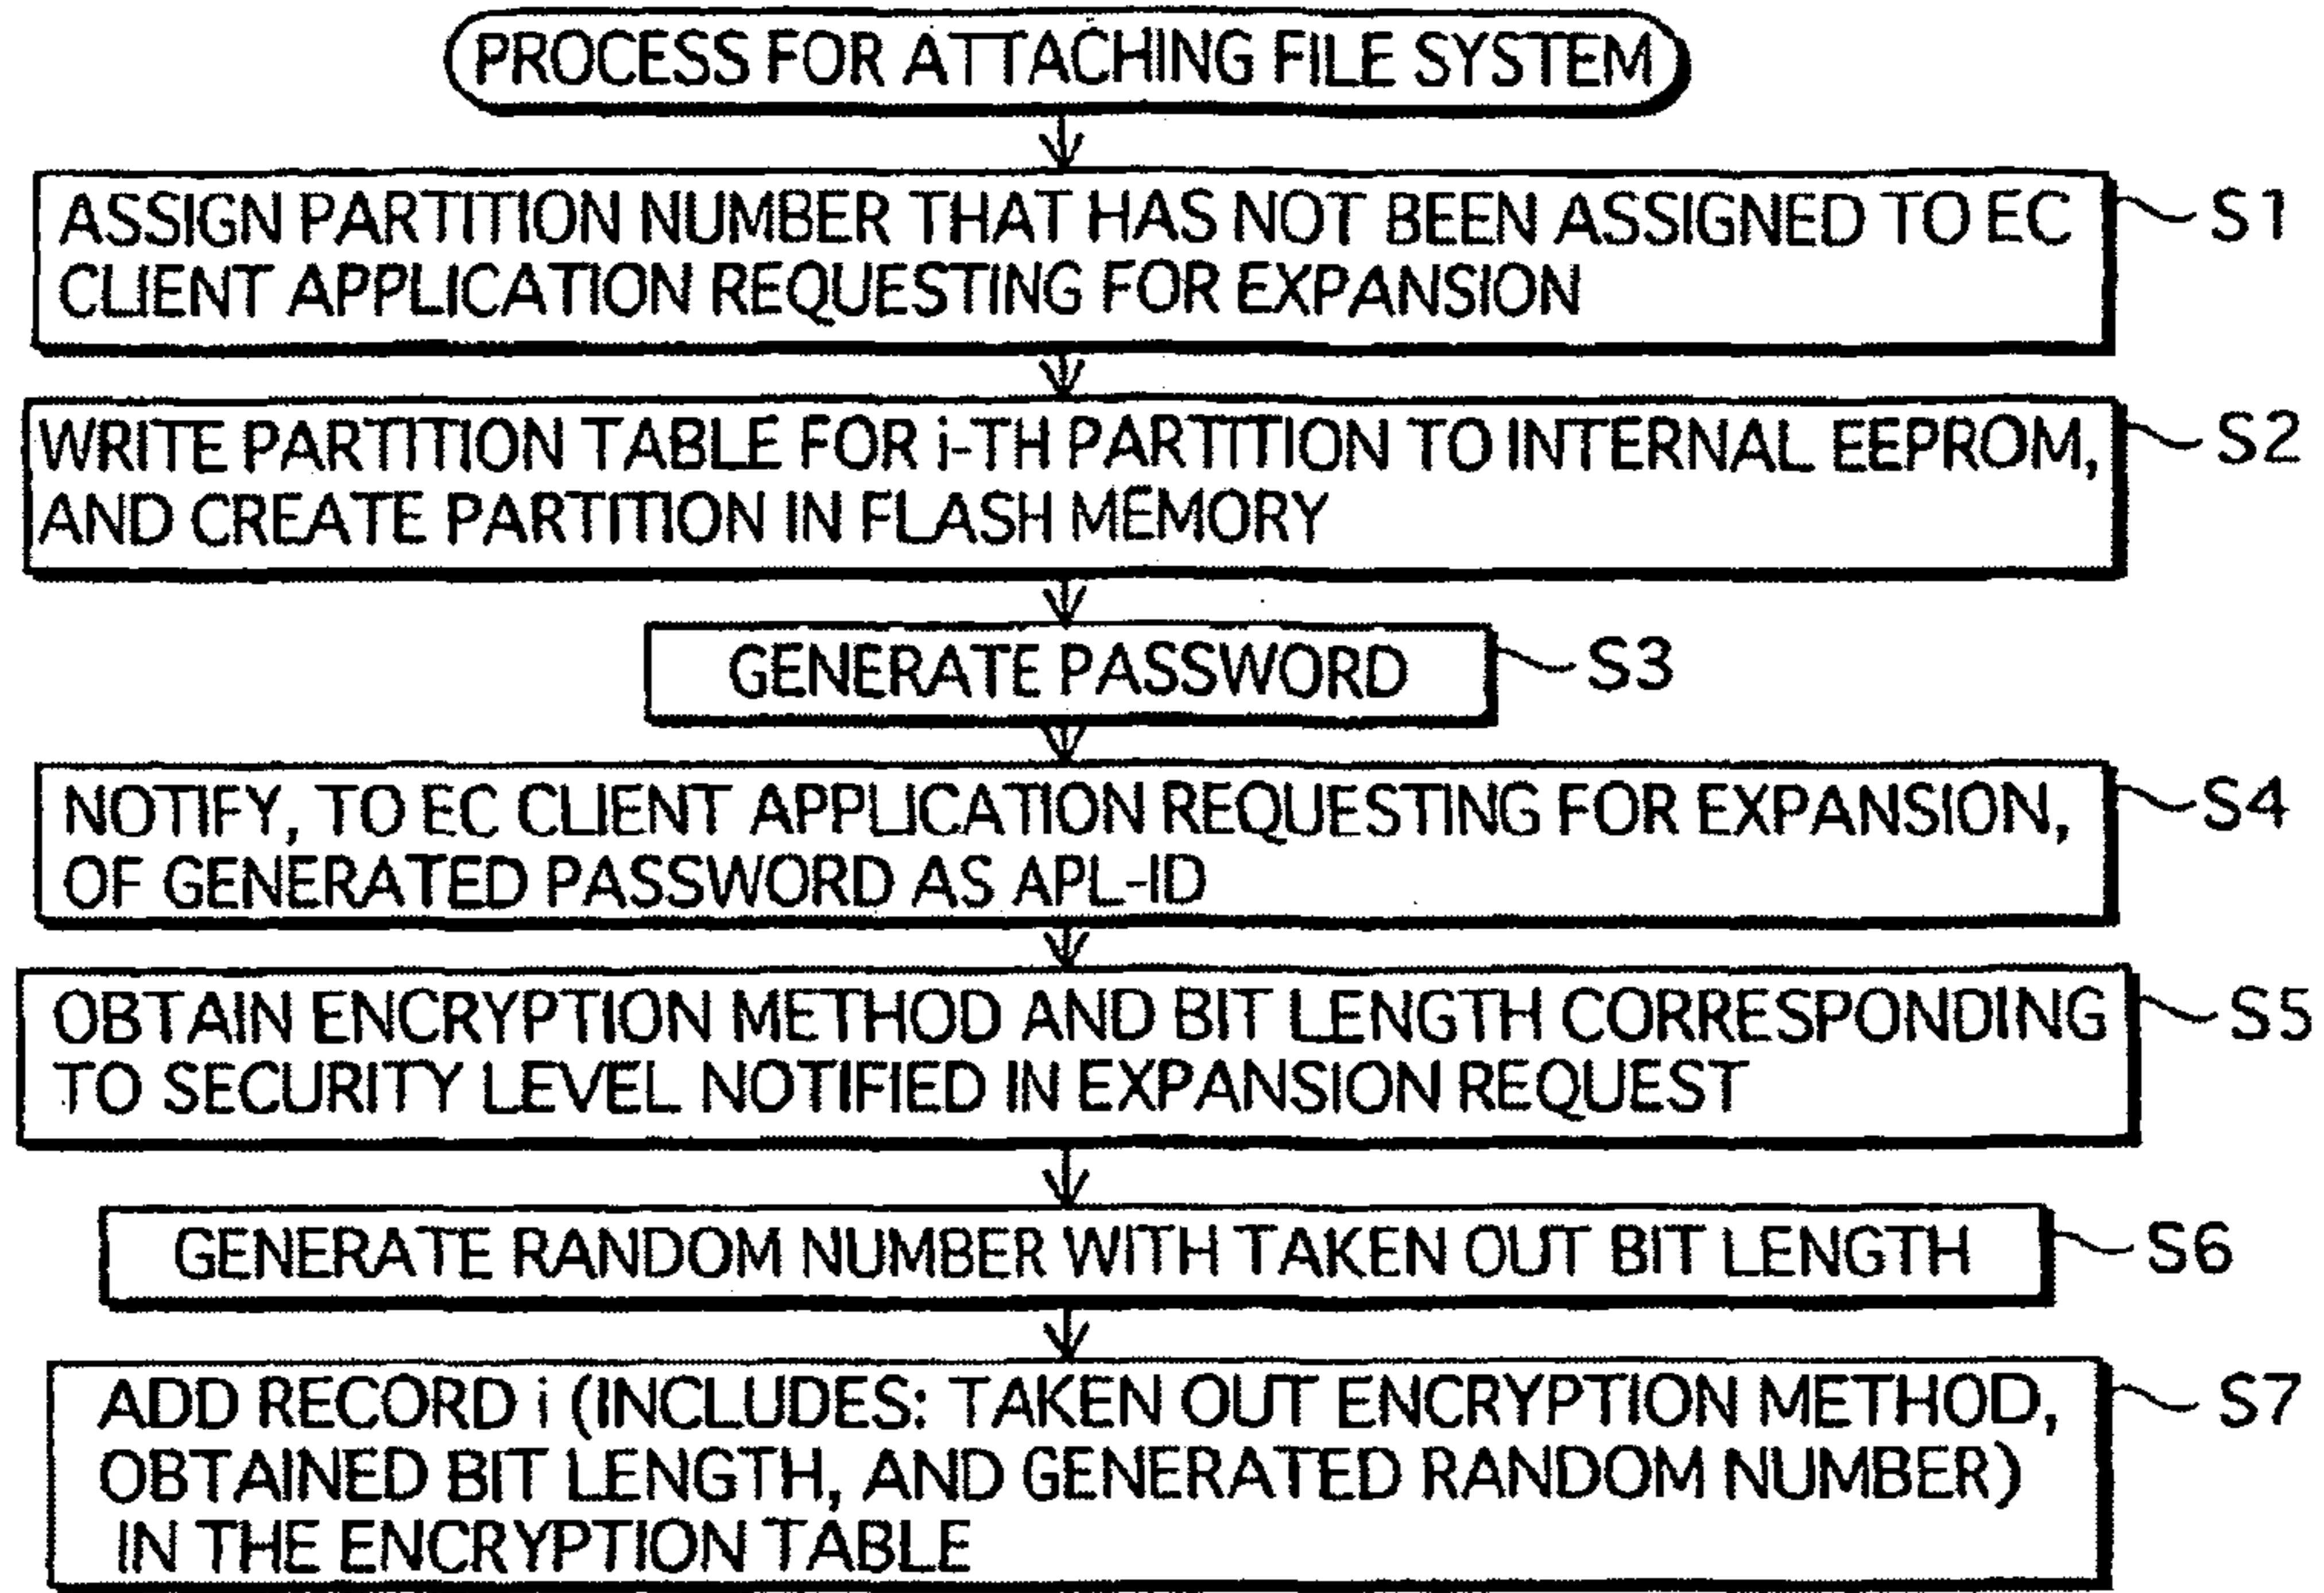 PROCESS FOR ATTACHING FILE SYSTEM
ASSIGN PARTITION NUMBER THAT HAS NOT BEEN ASSIGNED TO EC
CLIENT APPLICATION REQUESTING FOR EXPANSION
S1
WRITE PARTITION TABLE FOR i-TH PARTITION TO INTERNAL EEPROM,
AND CREATE PARTITION IN FLASH MEMORY
S2
GENERATE PASSWORD
S3
NOTIFY, TO EC CLIENT APPLICATION REQUESTING FOR EXPANSION,
OF GENERATED PASSWORD AS APL-ID
S4
OBTAIN ENCRYPTION METHOD AND BIT LENGTH CORRESPONDING
TO SECURITY LEVEL NOTIFIED IN EXPANSION REQUEST
S5
GENERATE RANDOM NUMBER WITH TAKEN OUT BIT LENGTH
S6
ADD RECORD i (INCLUDES: TAKEN OUT ENCRYPTION METHOD,
OBTAINED BIT LENGTH, AND GENERATED RANDOM NUMBER)
IN THE ENCRYPTION TABLE
S7